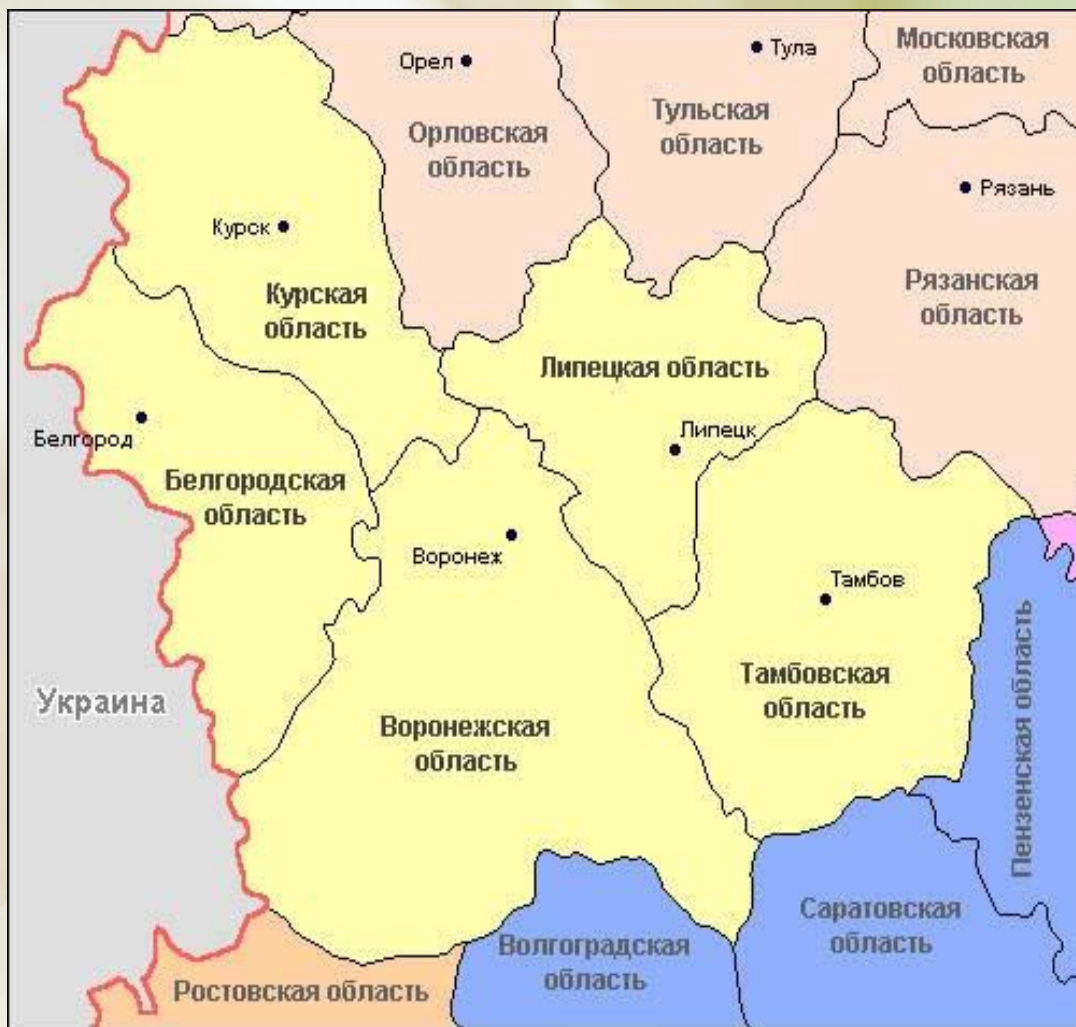 Московская
область
Тула
Орел
Тульская
область
Орловская
область
Рязань
Курск
Рязанская
область
Курская
область
Липецкая область
Липецк
Белгород
Белгородская
область
Воронеж
Тамбов
Тамбовская
область
Украина
Воронежская
область
Пензенская область
Саратовская
область
Волгоградская
область
Ростовская область